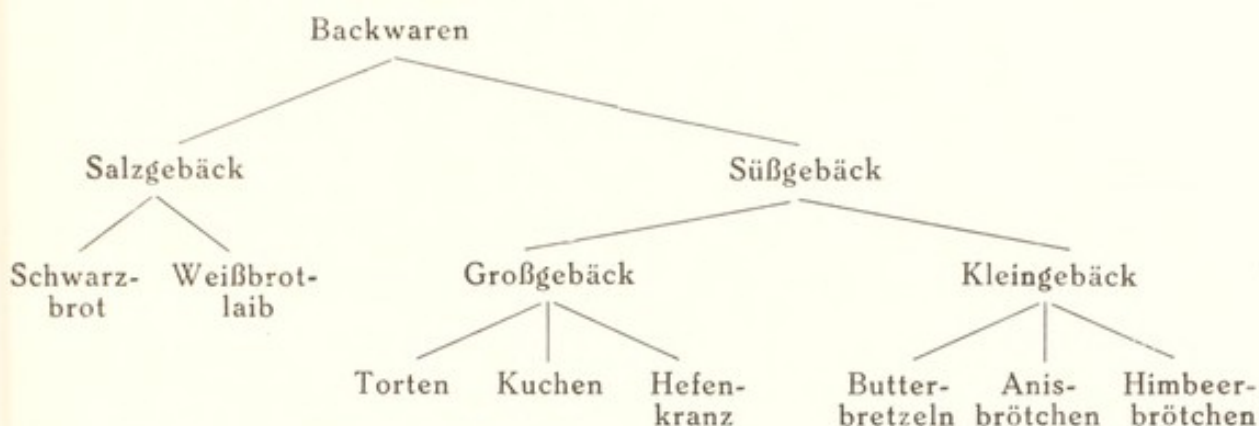 Backwaren
Salzgebäck Süßgebäck
Schwarz- Weißbrot- Großgebäck Kleingebäck
brot laib
Torten Kuchen Hefen- Butter- Anis- Himbeer-
kranz bretzeln brötchen brötchen